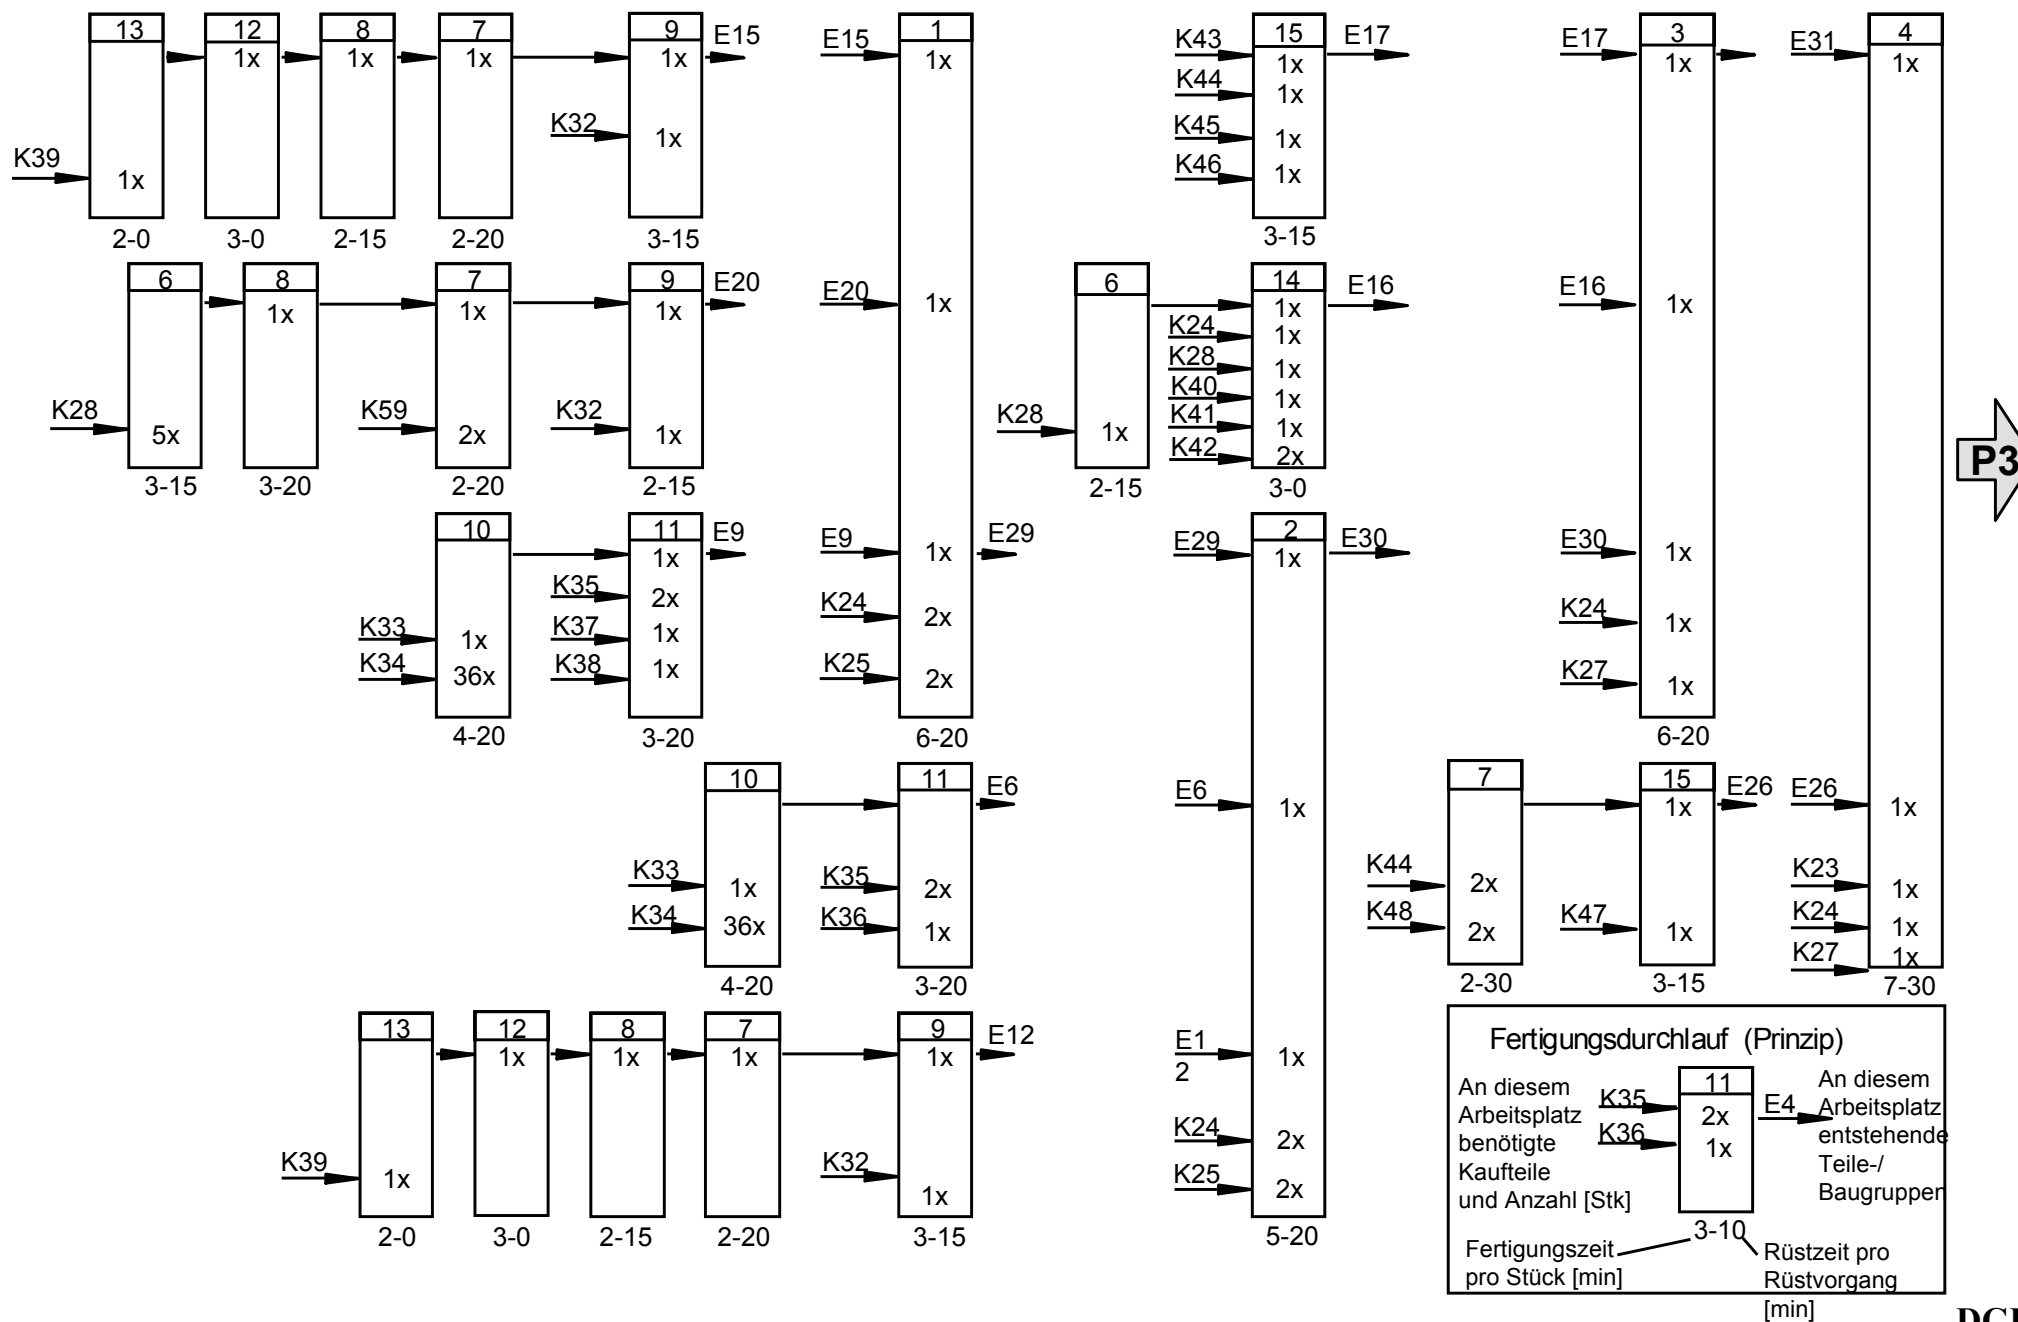 13 12 8 7 9 E15 E15 1 K43 15 E17 E17 3 E31 4
1x 1x 1x 1x 1x 1x 1x 1x
K44 1x
K32 1x K45 1x
K39 1x K46 1x
2-0 3-0 2-15 2-20 3-15 3-15
6 8 7 9 E20 E20 6 14 E16 E16
1x 1x 1x 1x 1x 1x
K24 1x
K28 1x
K40 1x
K28 5x K59 2x K32 1x K28 1x K41 1x
K42 2x
P3
3-15 3-20 2-20 2-15 2-15 3-0
10 11 E9 E9 1x E29 E29 2 E30 E30 1x
1x 1x
K35 2x K24 2x K24 1x
K33 1x K37 1x
K34 36x K38 1x K25 2x K27 1x
4-20 3-20 6-20 6-20
10 11 E6 E6 1x 7 15 E26 E26 1x
1x
K33 1x K35 2x K44 2x K23 1x
K34 36x K36 1x K48 2x K47 1x K24 1x
K27 1x
4-20 3-20 2-30 3-15 7-30
13 12 8 7 9 E12 E1
2 1x
1x 1x 1x 1x
K24 2x
K39 1x K32 1x K25 2x
2-0 3-0 2-15 2-20 3-15 5-20
Fertigungsdurchlauf (Prinzip)
An diesem
Arbeitsplatz
benötigte
Kaufteile
und Anzahl [Stk]
K35
K36
11
2x
1x
E4
3-10
An diesem
Arbeitsplatz
entstehende
Teile-/
Baugruppen
Fertigungszeit
pro Stück [min]
Rüstzeit pro
Rüstvorgang
[min]